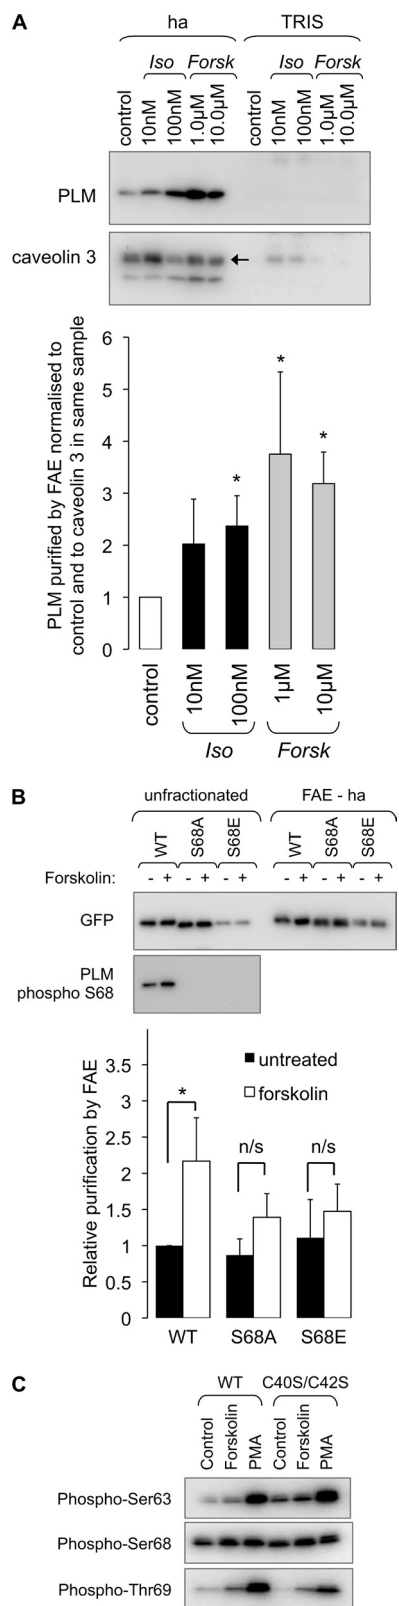 A
ha TRIS
Iso Forsk Iso Forsk
control 10nM 100nM 1.0µM 10.0µM control 10nM 100nM 1.0µM 10.0µM
PLM
caveolin 3
PLM purified by FAE normalised to
control and to caveolin 3 in same sample
6
5
4
3
2
1
0
control 10nM 100nM 1µM 10µM
Iso Forsk
* * *
B
unfractionated FAE - ha
WT S68A S68E WT S68A S68E
Forskolin: - + - + - + - + - + - +
GFP
PLM
phospho S68
Relative purification by FAE
3.5
3
2.5
2
1.5
1
0.5
0
untreated
forskolin
* n/s n/s
WT S68A S68E
C
WT C40S/C42S
Control Forskolin PMA Control Forskolin PMA
Phospho-Ser63
Phospho-Ser68
Phospho-Thr69